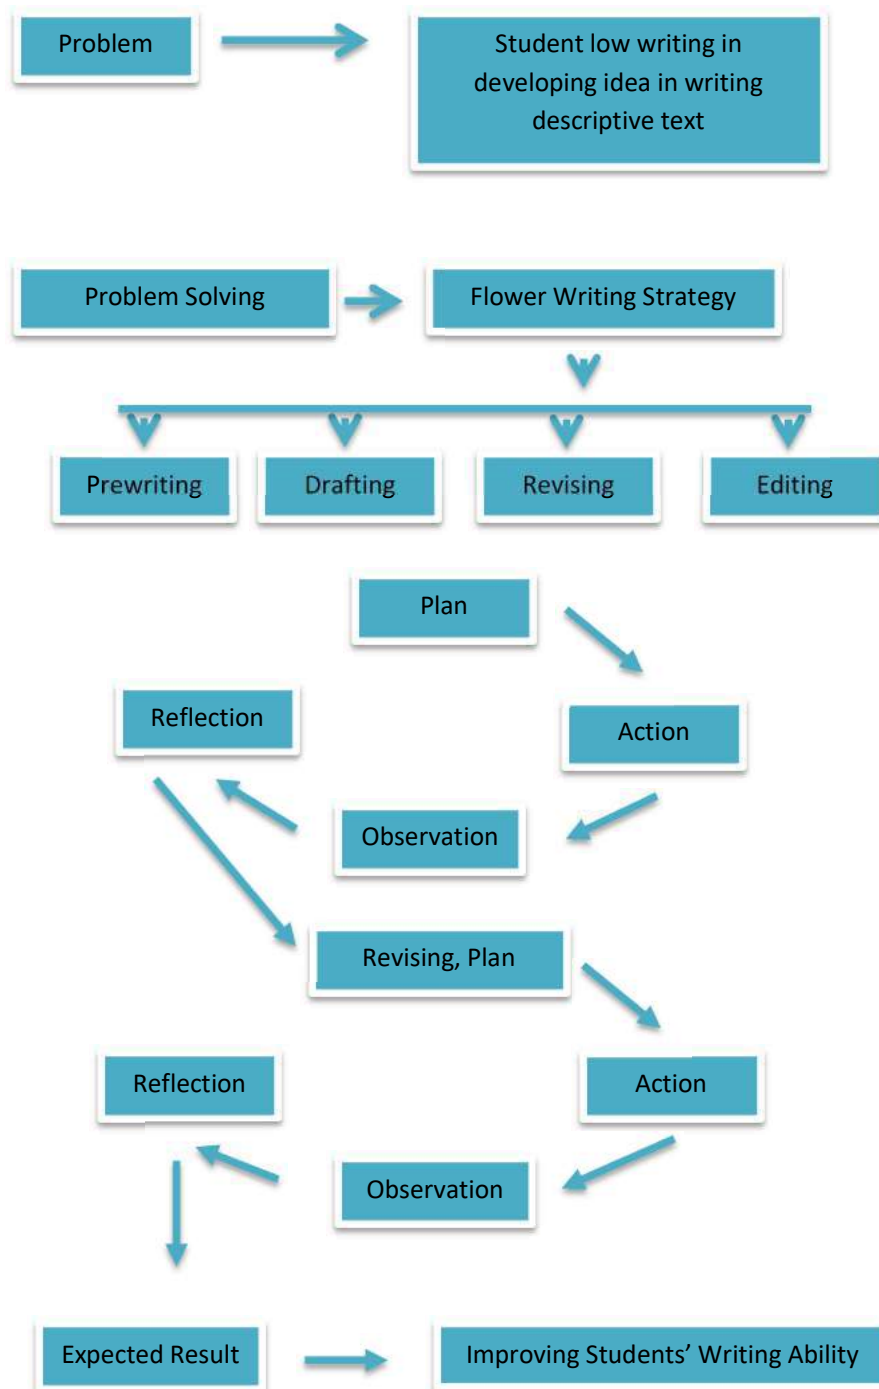 Problem
Student low writing in
developing idea in writing
descriptive text
Problem Solving
Flower Writing Strategy
Prewriting
Drafting
Revising
Editing
Plan
Reflection
Action
Observation
Revising, Plan
Reflection
Action
Observation
Expected Result
Improving Students’ Writing Ability